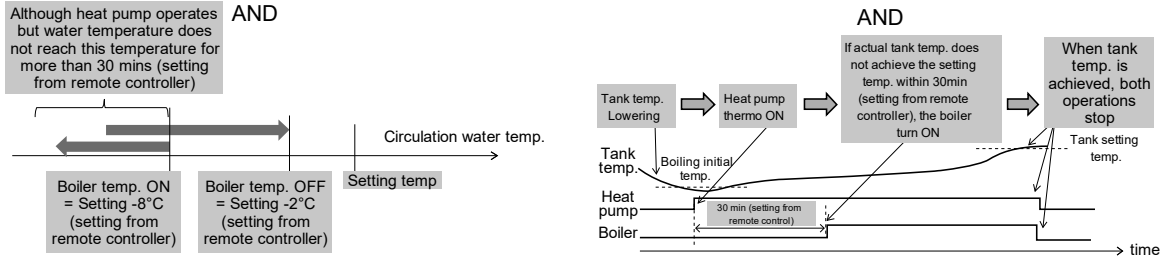 Although heat pump operates
but water temperature does
not reach this temperature for
more than 30 mins (setting
from remote controller)
AND
Circulation water temp.
Setting temp
Boiler temp. ON
= Setting -8°C
(setting from
remote controller)
Boiler temp. OFF
= Setting -2°C
(setting from
remote controller)
AND
Tank temp.
Lowering
Heat pump
thermo ON
If actual tank temp. does
not achieve the setting
temp. within 30min
(setting from remote
controller), the boiler
turn ON
When tank
temp. is
achieved, both
operations
stop
Tank
temp.
Boiling initial
temp.
Tank setting
temp.
Heat
pump
30 min (setting from
remote control)
Boiler
time